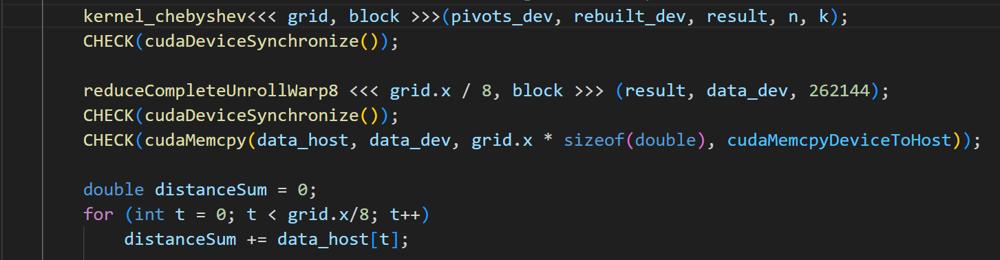 kernel_chebyshev<<< grid, block >>>(pivots_dev, rebuilt_dev, result, n, k);
CHECK(cudaDeviceSynchronize());
reduceCompleteUnrollWarp8 <<< grid.x / 8, block >>> (result, data_dev, 262144);
CHECK(cudaDeviceSynchronize());
CHECK(cudaMemcpy(data_host, data_dev, grid.x * sizeof(double), cudaMemcpyDeviceToHost));
double distanceSum = 0;
for (int t = 0; t < grid.x/8; t++)
distanceSum += data_host[t];